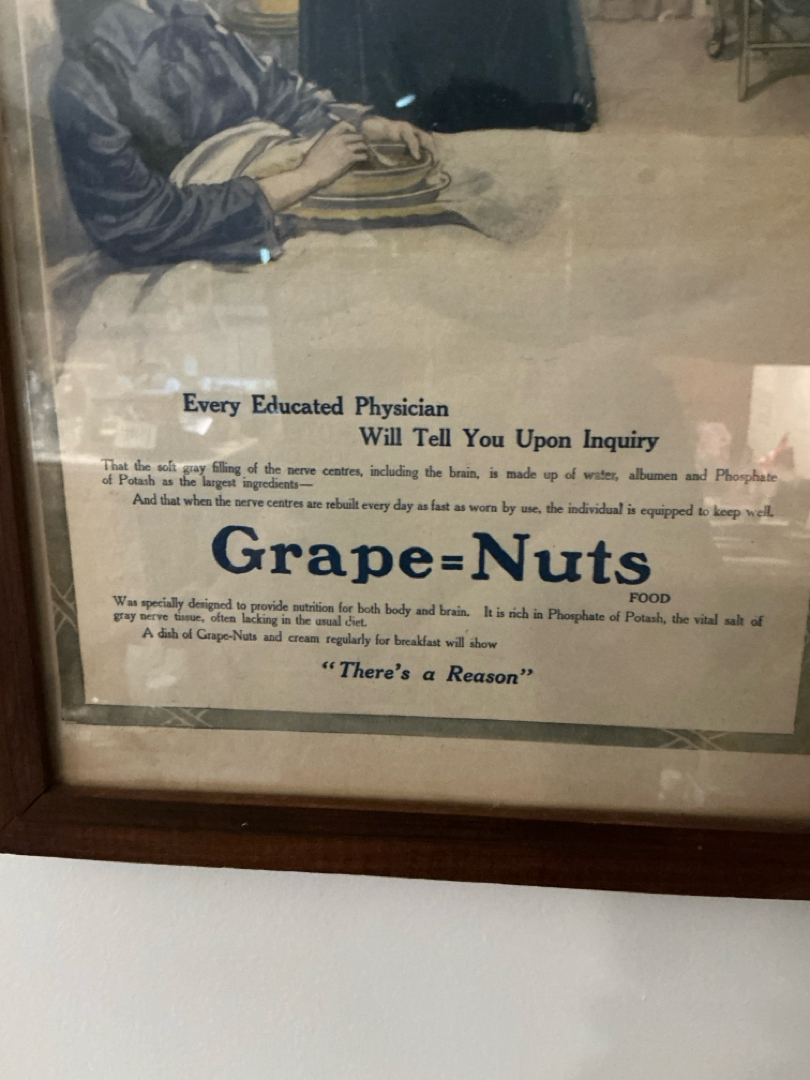 Every Educated Physician
Will Tell You Upon Inquiry
That the soft gray filling of the nerve centres, including the brain, is made up of water, albumen and Phosphate
of Potash as the largest ingredients—
And that when the nerve centres are rebuilt every day as fast as worn by use, the individual is equipped to keep well.
Grape=Nuts
FOOD
Was specially designed to provide nutrition for both body and brain. It is rich in Phosphate of Potash, the vital salt of
gray nerve tissue, often lacking in the usual diet.
A dish of Grape-Nuts and cream regularly for breakfast will show
“There's a Reason”